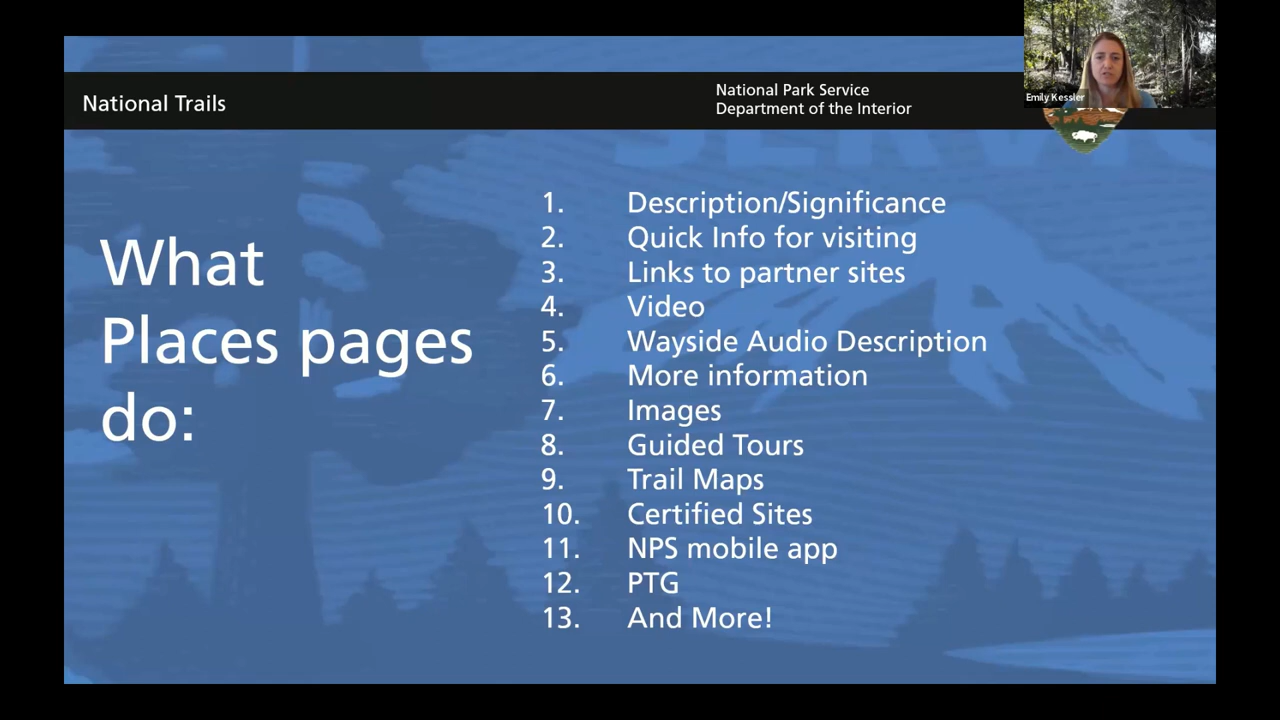 National Trails
National Park Service
Department of the Interior
Emily Kessler
What
Places pages
do:
1. Description/Significance
2. Quick Info for visiting
3. Links to partner sites
4. Video
5. Wayside Audio Description
6. More information
7. Images
8. Guided Tours
9. Trail Maps
10. Certified Sites
11. NPS mobile app
12. PTG
13. And More!